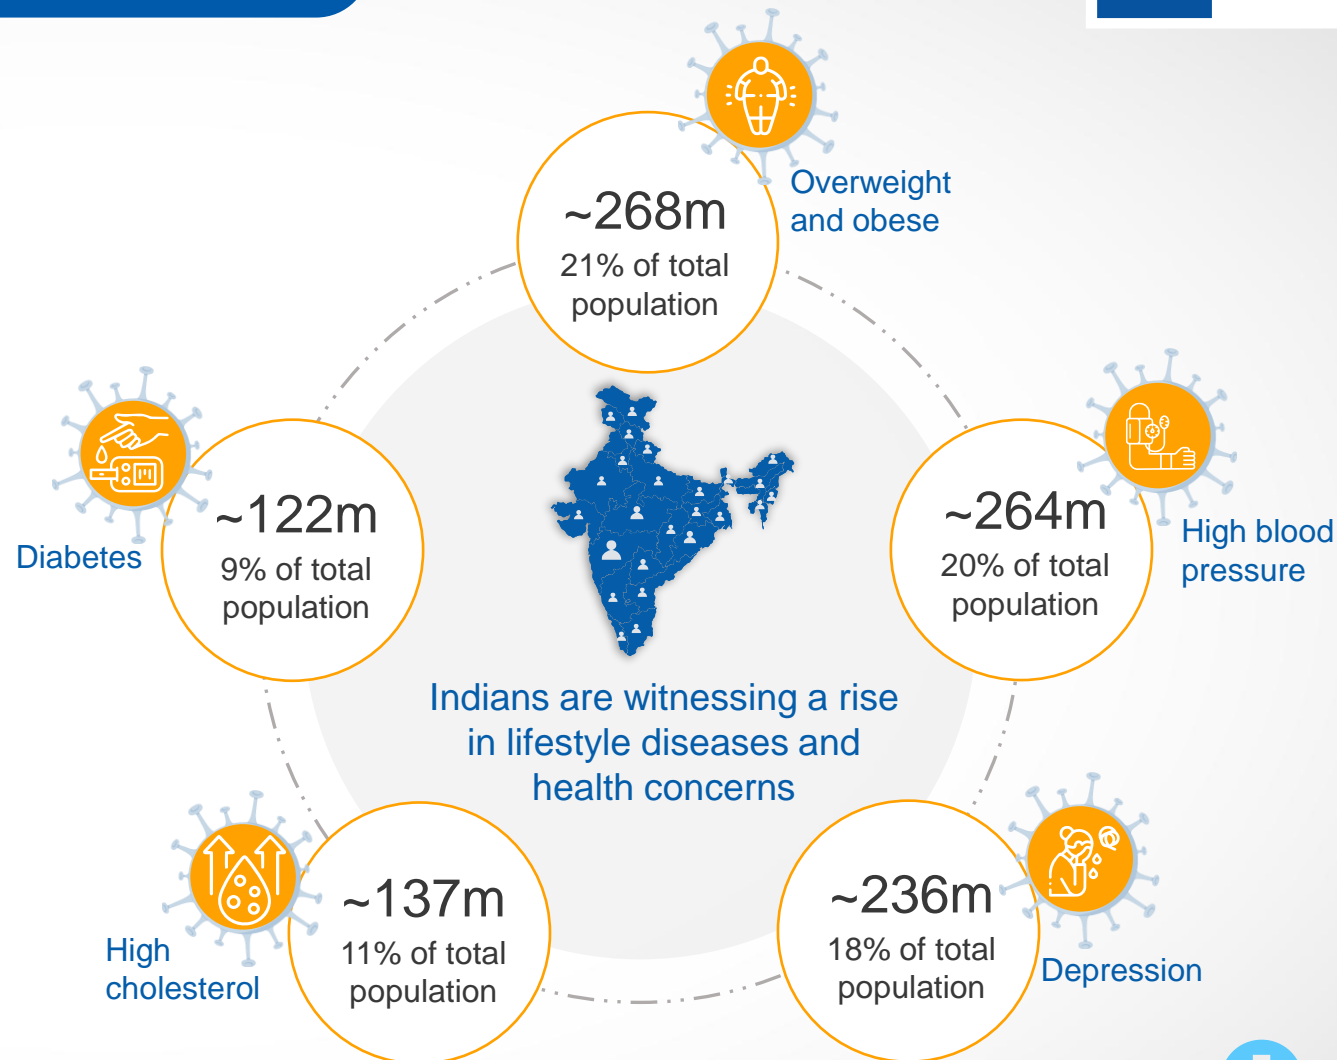 ~268m
21% of total
population
Overweight
and obese
~264m
20% of total
population
High blood
pressure
~236m
18% of total
population
Depression
~137m
11% of total
population
High
cholesterol
~122m
9% of total
population
Diabetes
Indians are witnessing a rise
in lifestyle diseases and
health concerns